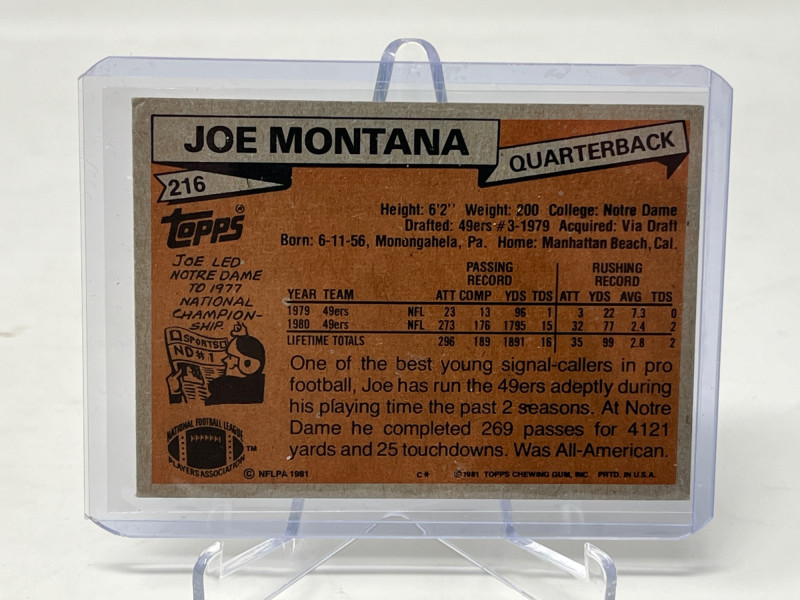 JOE MONTANA
QUARTERBACK
216
Topps®
Height: 6'2" Weight: 200 College: Notre Dame
Drafted: 49ers #3-1979 Acquired: Via Draft
Born: 6-11-56, Monongahela, Pa. Home: Manhattan Beach, Cal.
JOE LED
NOTRE DAME
TO 1977
NATIONAL
CHAMPION-
SHIP.
SPORTS
ND#1
PASSING RUSHING
RECORD RECORD
YEAR TEAM ATT COMP YDS TDS ATT YDS AVG TDS
1979 49ers NFL 23 13 96 1 3 22 7.3 0
1980 49ers NFL 273 176 1795 15 32 77 2.4 2
LIFETIME TOTALS 296 189 1891 16 35 99 2.8 2
One of the best young signal-callers in pro
football, Joe has run the 49ers adeptly during
his playing time the past 2 seasons. At Notre
Dame he completed 269 passes for 4121
yards and 25 touchdowns. Was All-American.
NATIONAL FOOTBALL LEAGUE
PLAYERS ASSOCIATION
TM
© NFLPA 1981
C* © 1981 TOPPS CHEWING GUM, INC. PRTD. IN U.S.A.